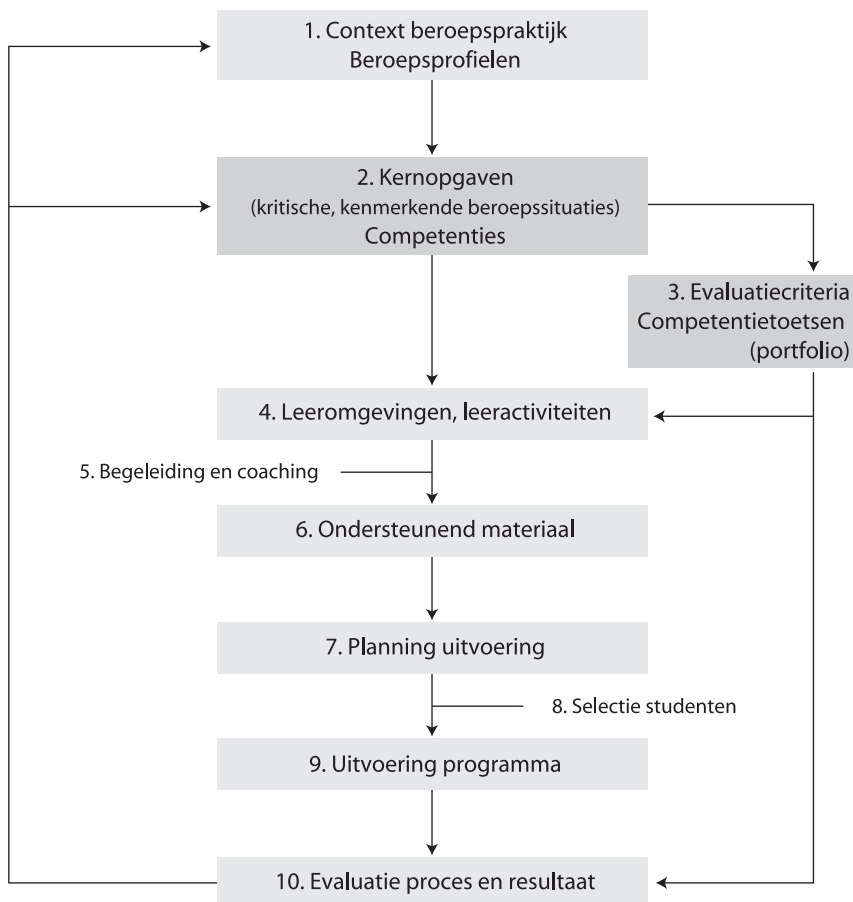 1. Context beroepspraktijk
Beroepsprofielen
2. Kernopgaven
(kritische, kenmerkende beroepssituaties)
Competenties
3. Evaluatiecriteria
Competentietoetsen
(portfolio)
4. Leeromgevingen, leeractiviteiten
5. Begeleiding en coaching
6. Ondersteunend materiaal
7. Planning uitvoering
8. Selectie studenten
9. Uitvoering programma
10. Evaluatie proces en resultaat